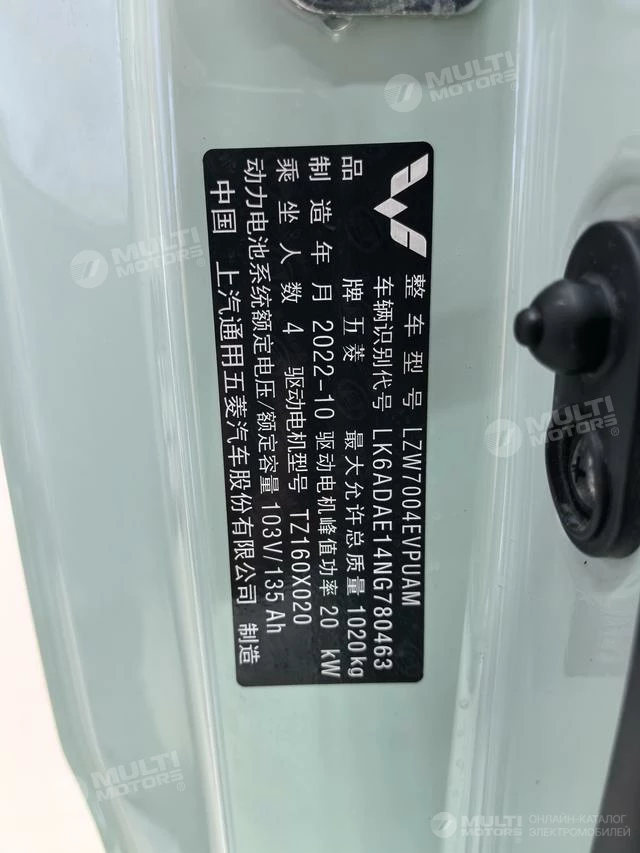 整车型号 LZW7004EVPUAM
车辆识别代号 LK6ADAE14NG780463
品牌 五菱 最大允许总质量 1020kg
制造年月 2022-10 驱动电机峰值功率 20 kW
乘坐人数 4 驱动电机型号 TZ160X020
动力电池系统额定电压/额定容量 103V/135 Ah
中国 上汽通用五菱汽车股份有限公司 制造
MULTI
MOTORS
MULTI
MOTORS
MULTI
MOTORS
MULTI
MOTORS
MULTI
MOTORS
ОНЛАЙН-КАТАЛОГ
ЭЛЕКТРОМОБИЛЕЙ